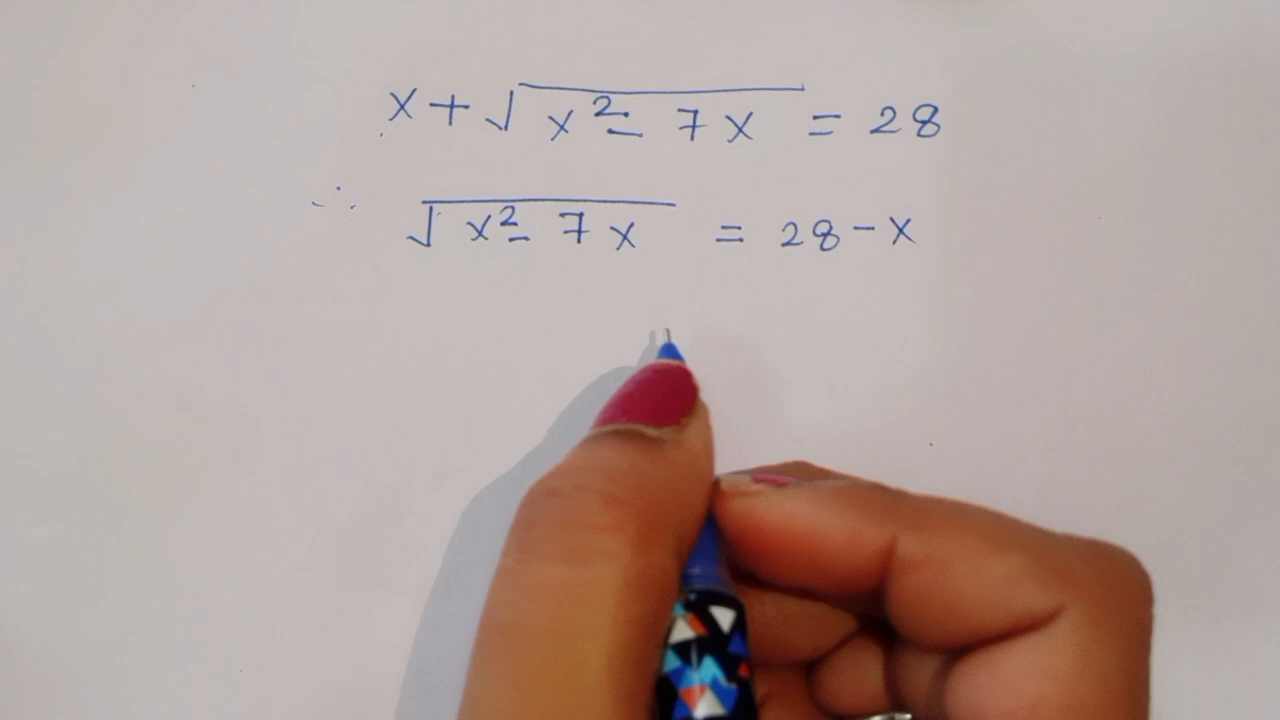 x + √x² - 7x = 28
∴ √x² - 7x = 28 - x